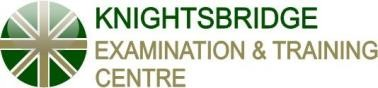 KNIGHTSBRIDGE
EXAMINATION & TRAINING
CENTRE